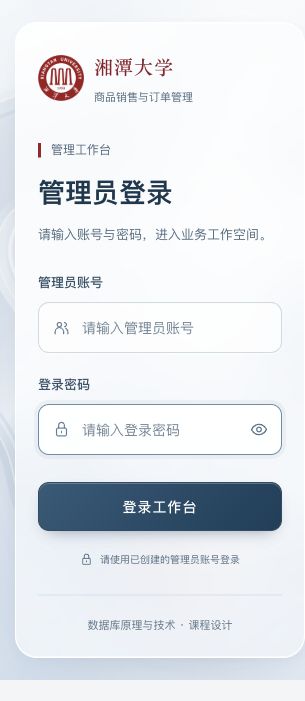 湘潭大学
商品销售与订单管理
管理工作台
管理员登录
请输入账号与密码，进入业务工作空间。
管理员账号
请输入管理员账号
登录密码
请输入登录密码
登录工作台
请使用已创建的管理员账号登录
数据库原理与技术 · 课程设计